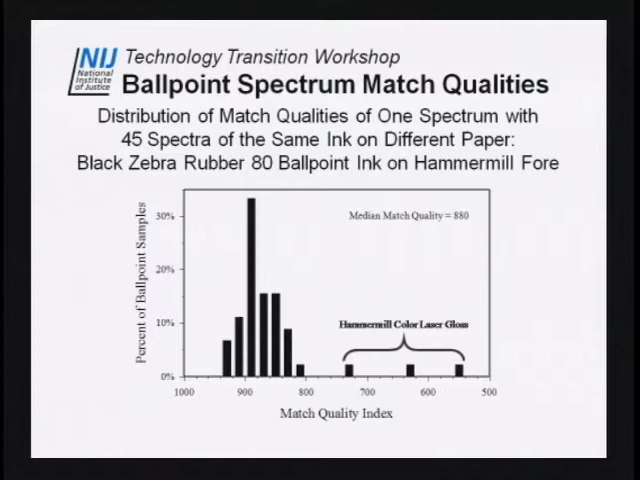 NIJ
National
Institute
of Justice
Technology Transition Workshop
Ballpoint Spectrum Match Qualities
Distribution of Match Qualities of One Spectrum with
45 Spectra of the Same Ink on Different Paper:
Black Zebra Rubber 80 Ballpoint Ink on Hammermill Fore
Percent of Ballpoint Samples
30%
20%
10%
0%
Median Match Quality = 880
Hammermill Color Laser Gloss
1000 900 800 700 600 500
Match Quality Index